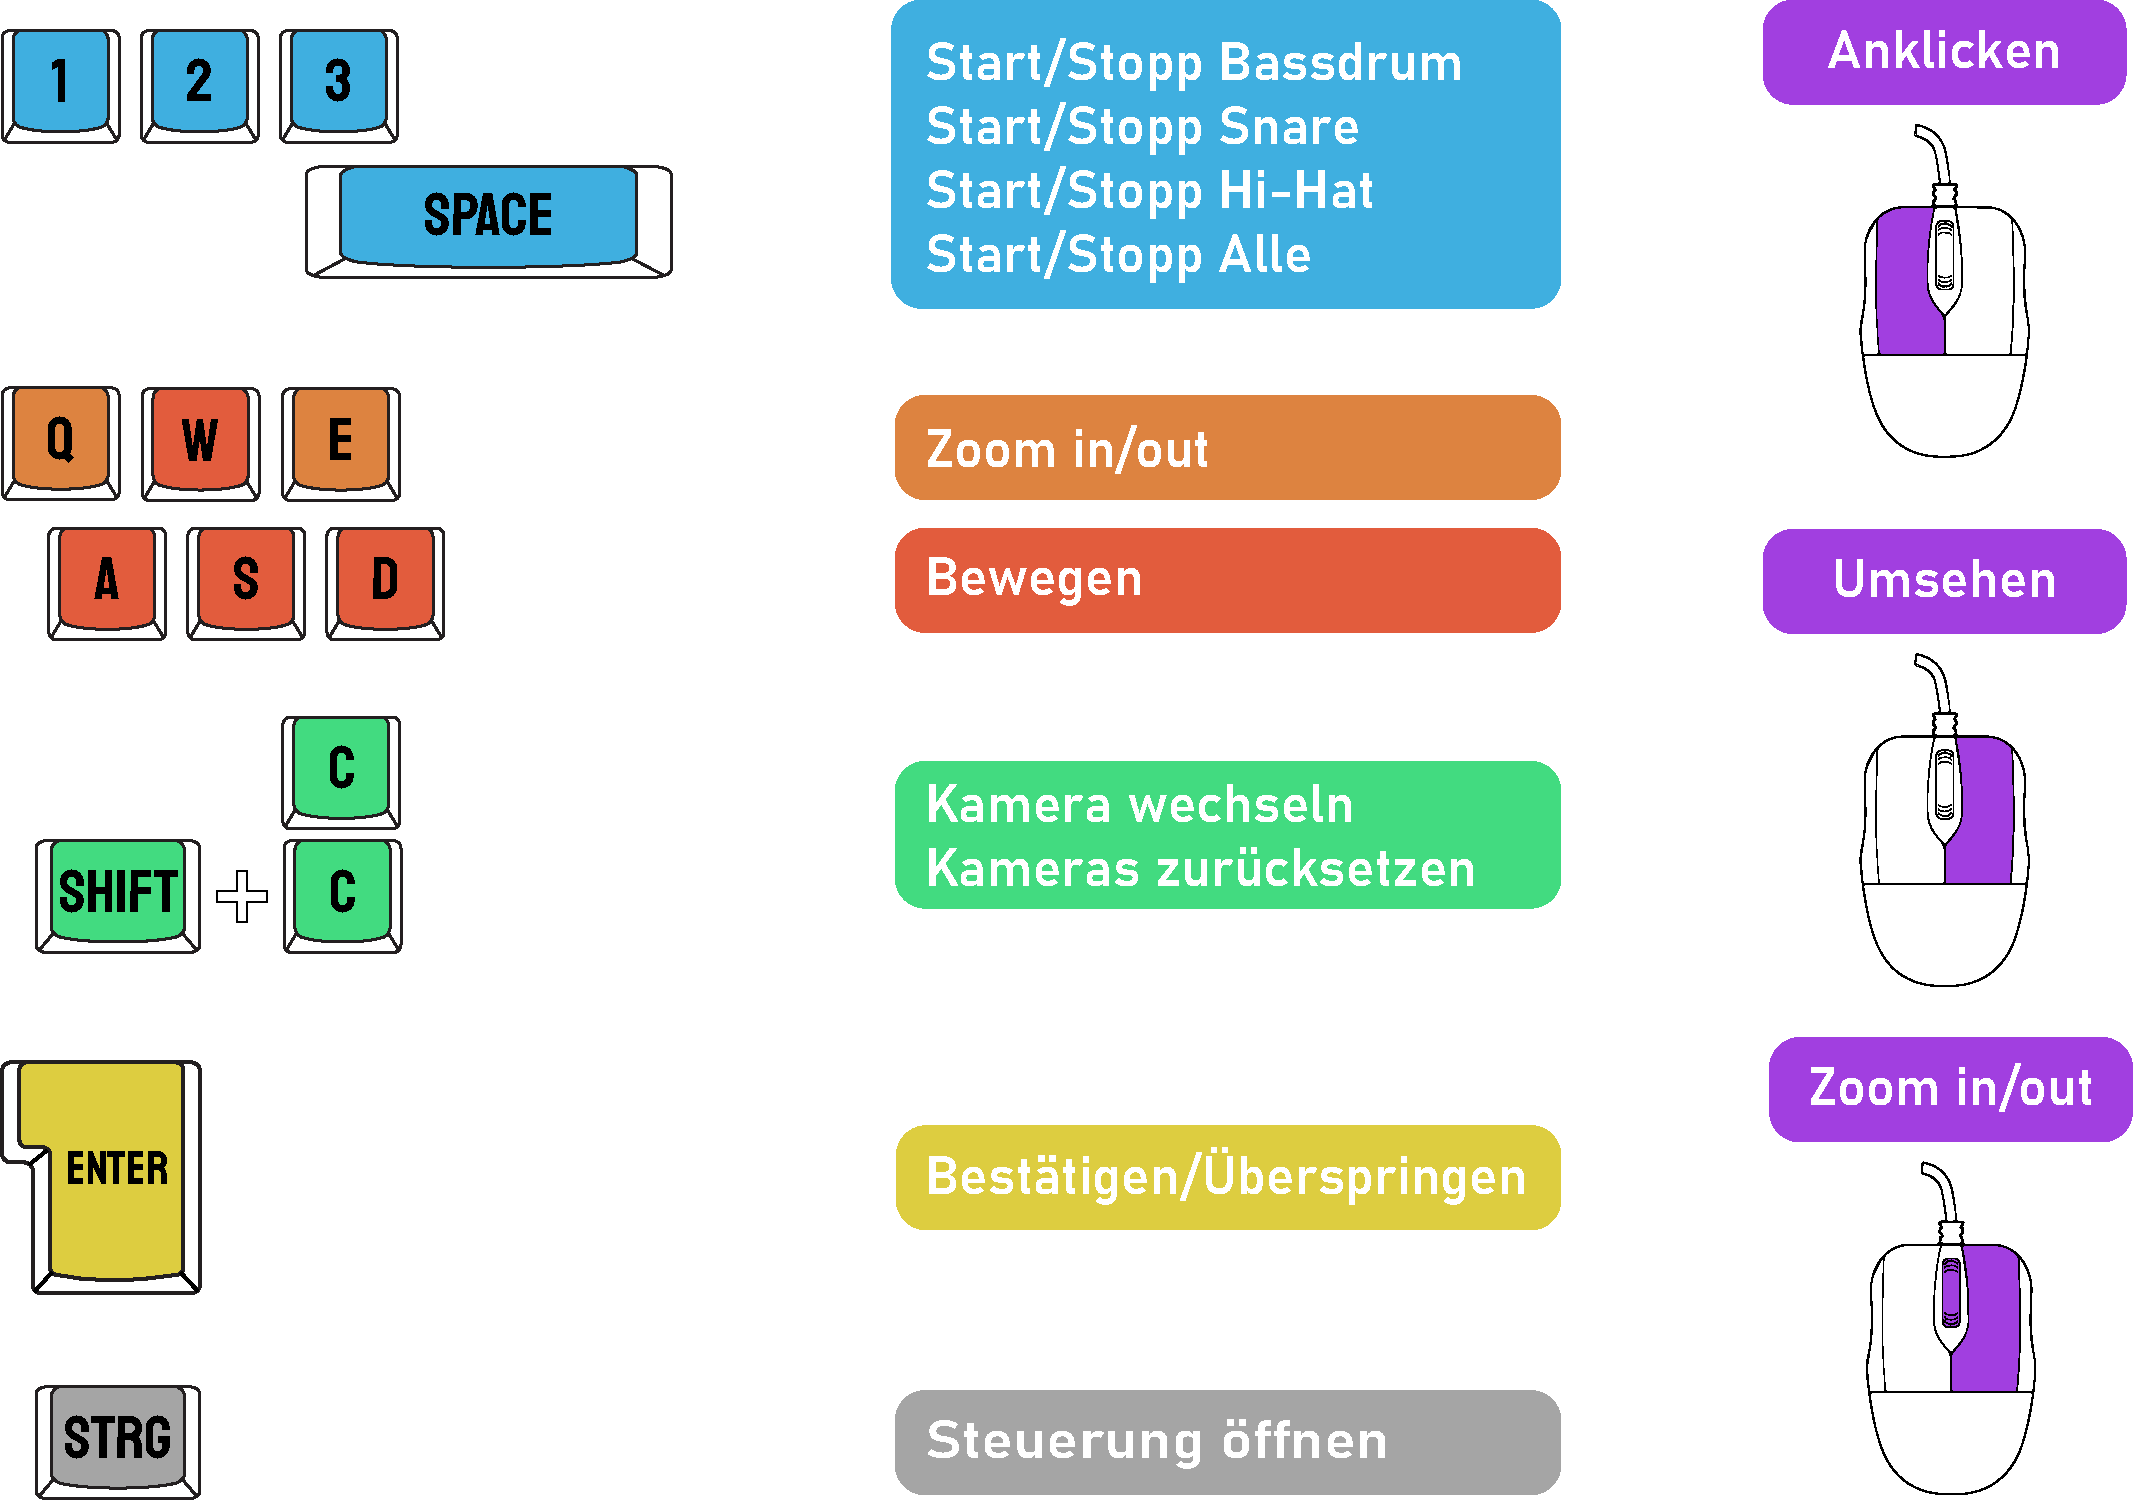 1 2 3
SPACE
Start/Stopp Bassdrum
Start/Stopp Snare
Start/Stopp Hi-Hat
Start/Stopp Alle
Anklicken
Q W E
Zoom in/out
A S D
Bewegen
Umsehen
C
SHIFT + C
Kamera wechseln
Kameras zurücksetzen
ENTER
Bestätigen/Überspringen
Zoom in/out
STRG
Steuerung öffnen